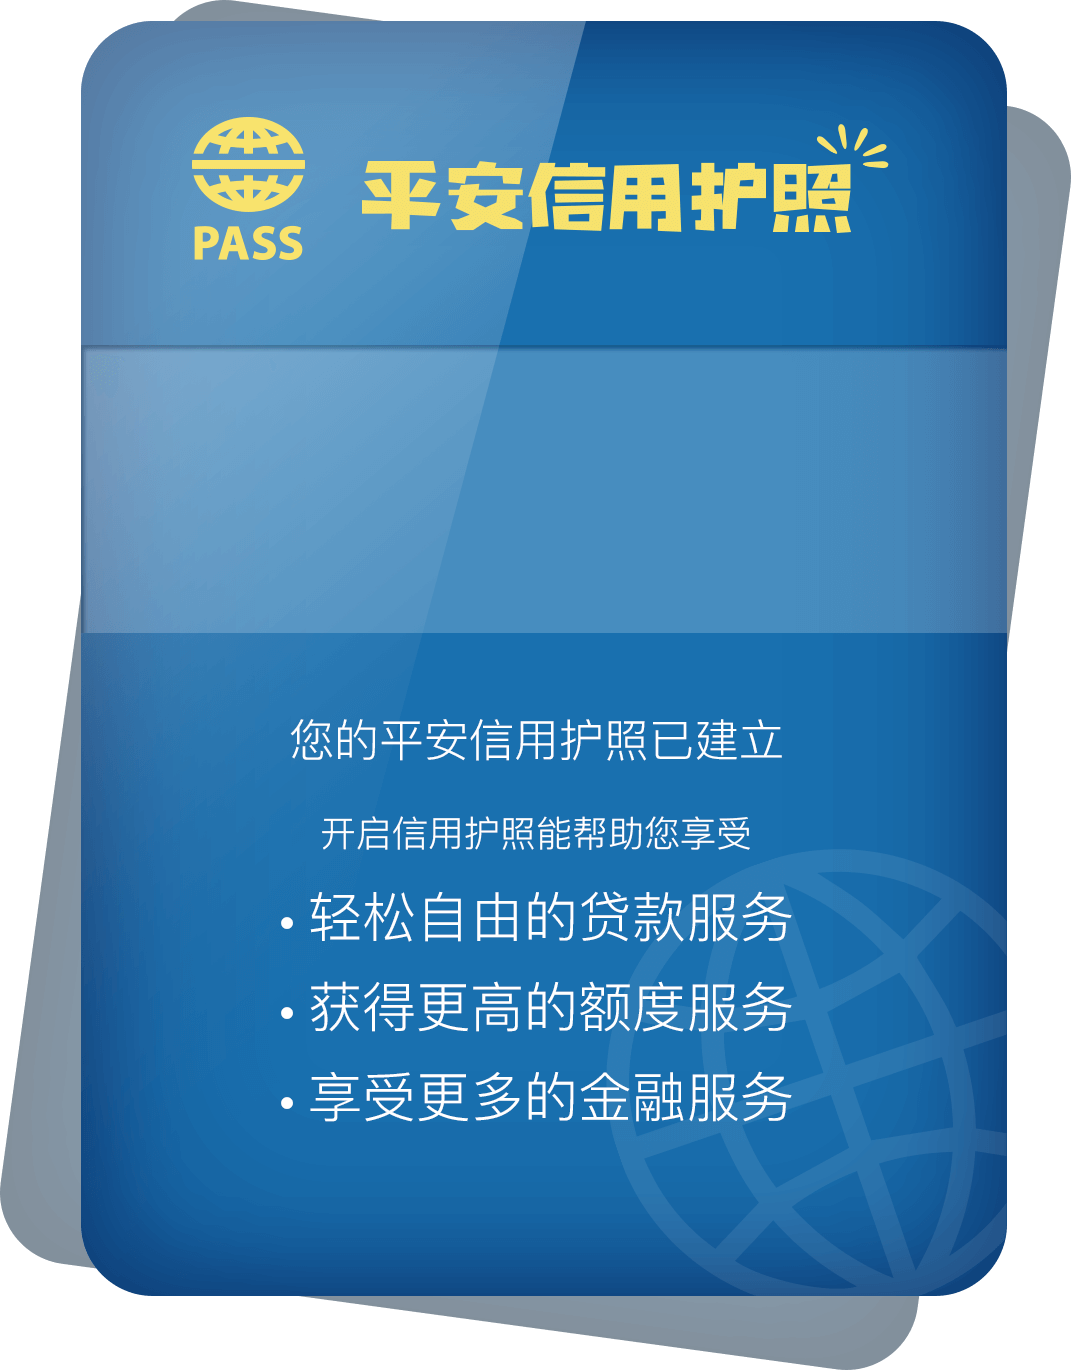 PASS
平安信用护照
您的平安信用护照已建立
开启信用护照能帮助您享受
• 轻松自由的贷款服务
• 获得更高的额度服务
• 享受更多的金融服务